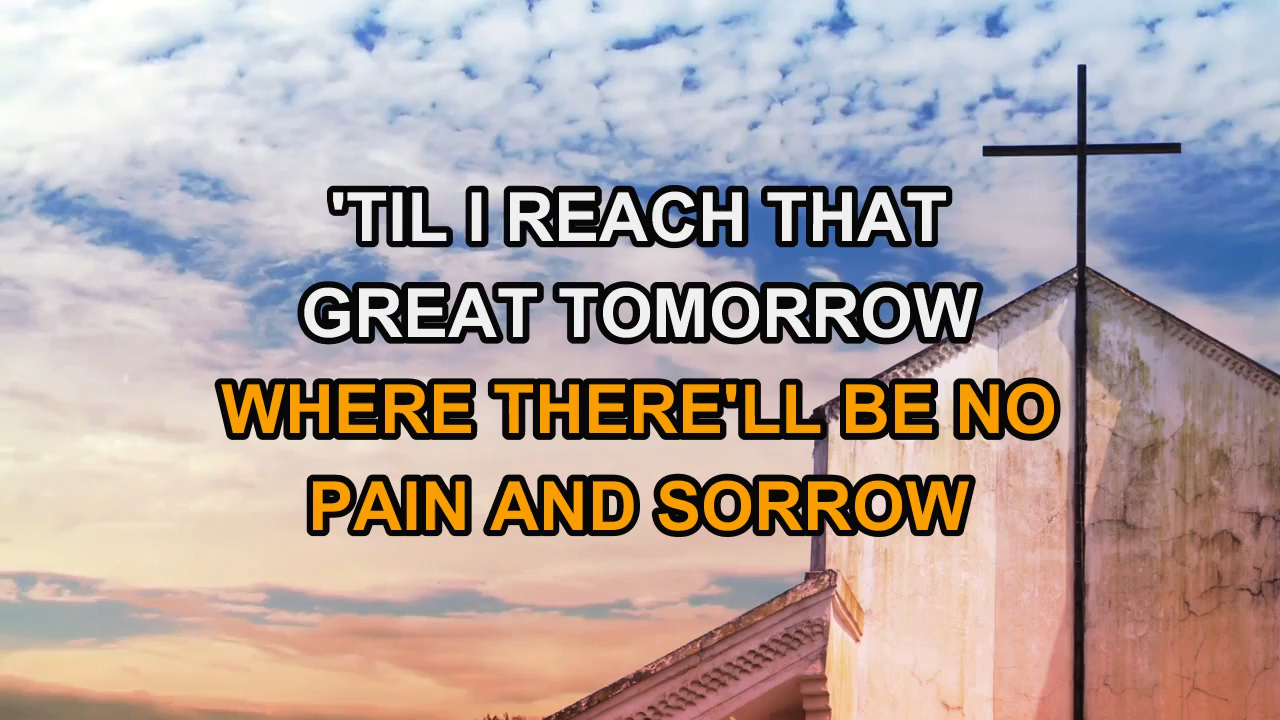 'TIL I REACH THAT
GREAT TOMORROW
WHERE THERE'LL BE NO
PAIN AND SORROW